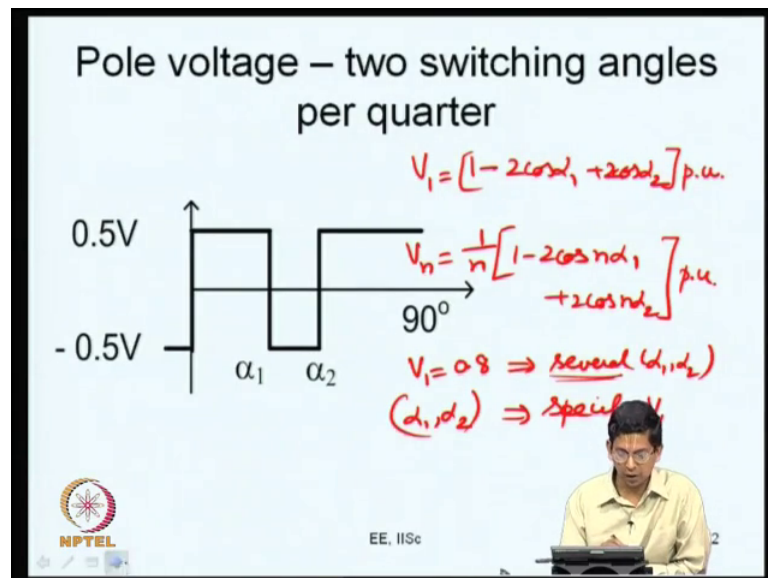 Pole voltage – two switching angles
per quarter
V₁ = [1 - 2cosα₁ + 2cosα₂] p.u.
0.5V
Vₙ = 1/n [1 - 2cos nα₁
+ 2cos nα₂] p.u.
90°
- 0.5V
α₁ α₂
V₁ = 0.8 ⇒ several (α₁, α₂)
(α₁, α₂) ⇒
NPTEL
EE, IISc
2